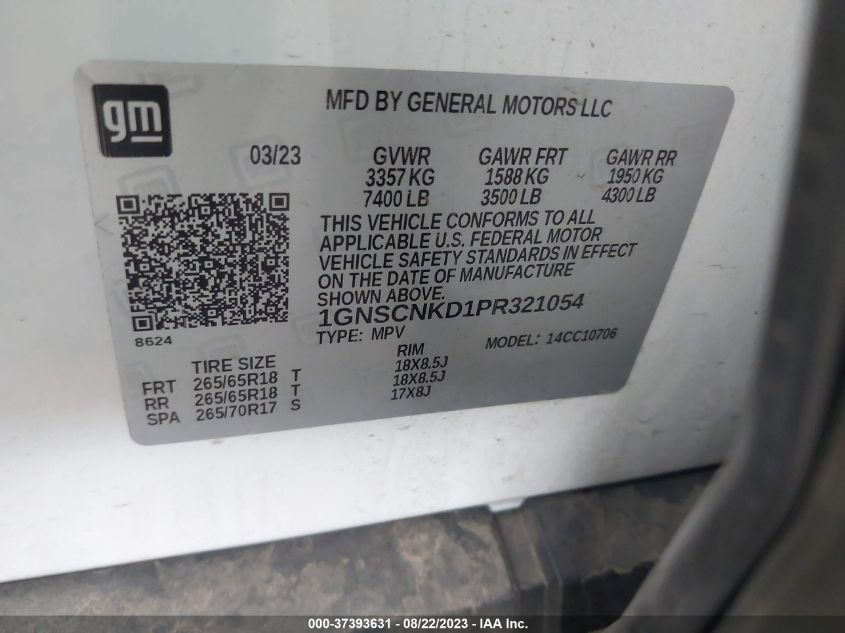 gm
MFD BY GENERAL MOTORS LLC
03/23 GVWR GAWR FRT GAWR RR
3357 KG 1588 KG 1950 KG
7400 LB 3500 LB 4300 LB
THIS VEHICLE CONFORMS TO ALL
APPLICABLE U.S. FEDERAL MOTOR
VEHICLE SAFETY STANDARDS IN EFFECT
ON THE DATE OF MANUFACTURE
SHOWN ABOVE.
1GNSCNKD1PR321054
8624
TYPE: MPV MODEL: 14CC10706
TIRE SIZE RIM
FRT 265/65R18 T 18X8.5J
RR 265/65R18 T 18X8.5J
SPA 265/70R17 S 17X8J
000-37393631 - 08/22/2023 - IAAI.COM